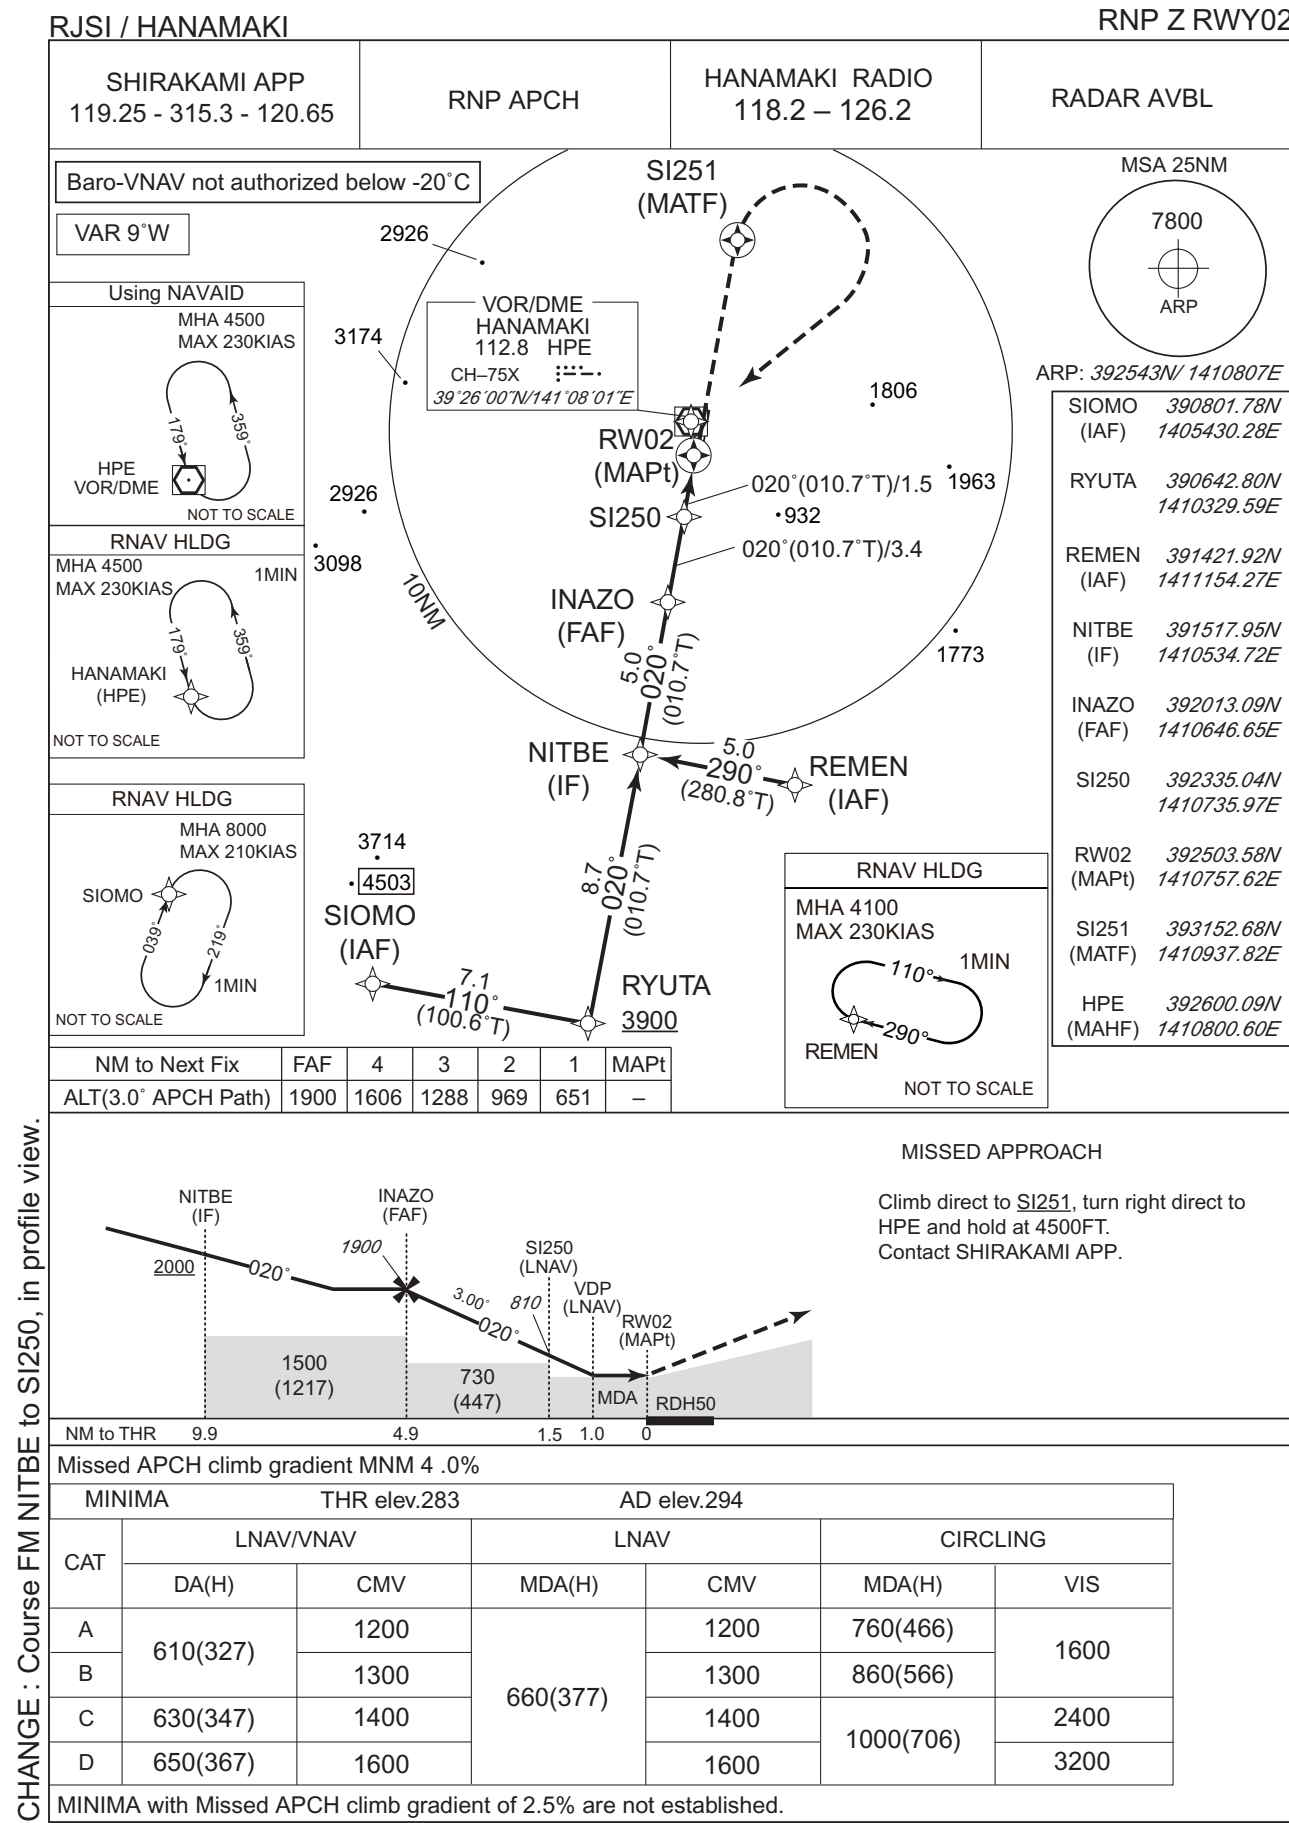 RJSI / HANAMAKI
RNP Z RWY02
SHIRAKAMI APP
119.25 - 315.3 - 120.65
RNP APCH
HANAMAKI RADIO
118.2 – 126.2
RADAR AVBL
Baro-VNAV not authorized below -20˚C
VAR 9˚W
Using NAVAID
MHA 4500
MAX 230KIAS
179˚
359˚
HPE
VOR/DME
NOT TO SCALE
RNAV HLDG
MHA 4500
MAX 230KIAS
1MIN
179˚
359˚
HANAMAKI
(HPE)
NOT TO SCALE
RNAV HLDG
MHA 8000
MAX 210KIAS
SIOMO
039˚
219˚
1MIN
NOT TO SCALE
SI251
(MATF)
2926
VOR/DME
HANAMAKI
112.8 HPE
CH–75X
39˚26´00˝N/141˚08´01˝E
3174
1806
RW02
(MAPt)
020˚(010.7˚T)/1.5
1963
2926
SI250
932
3098
020˚(010.7˚T)/3.4
10NM
INAZO
(FAF)
1773
5.0
020˚
(010.7˚T)
NITBE
(IF)
5.0
290˚
(280.8˚T)
REMEN
(IAF)
3714
4503
SIOMO
(IAF)
8.7
020˚
(010.7˚T)
7.1
110˚
(100.6˚T)
RYUTA
3900
MSA 25NM
7800
ARP
ARP: 392543N/ 1410807E
SIOMO 390801.78N
(IAF) 1405430.28E
RYUTA 390642.80N
1410329.59E
REMEN 391421.92N
(IAF) 1411154.27E
NITBE 391517.95N
(IF) 1410534.72E
INAZO 392013.09N
(FAF) 1410646.65E
SI250 392335.04N
1410735.97E
RW02 392503.58N
(MAPt) 1410757.62E
SI251 393152.68N
(MATF) 1410937.82E
HPE 392600.09N
(MAHF) 1410800.60E
RNAV HLDG
MHA 4100
MAX 230KIAS
110˚
1MIN
290˚
REMEN
NOT TO SCALE
NM to Next Fix FAF 4 3 2 1 MAPt
ALT(3.0˚ APCH Path) 1900 1606 1288 969 651 –
MISSED APPROACH
Climb direct to SI251, turn right direct to
HPE and hold at 4500FT.
Contact SHIRAKAMI APP.
NITBE
(IF)
INAZO
(FAF)
2000
020˚
1900
SI250
(LNAV)
3.00˚
020˚
810
VDP
(LNAV)
RW02
(MAPt)
1500
(1217)
730
(447)
MDA
RDH50
NM to THR 9.9 4.9 1.5 1.0 0
Missed APCH climb gradient MNM 4 .0%
MINIMA THR elev.283 AD elev.294
CAT LNAV/VNAV LNAV CIRCLING
DA(H) CMV MDA(H) CMV MDA(H) VIS
A 610(327) 1200 660(377) 1200 760(466) 1600
B 1300 1300 860(566)
C 630(347) 1400 1400 1000(706) 2400
D 650(367) 1600 1600 3200
MINIMA with Missed APCH climb gradient of 2.5% are not established.
CHANGE : Course FM NITBE to SI250, in profile view.